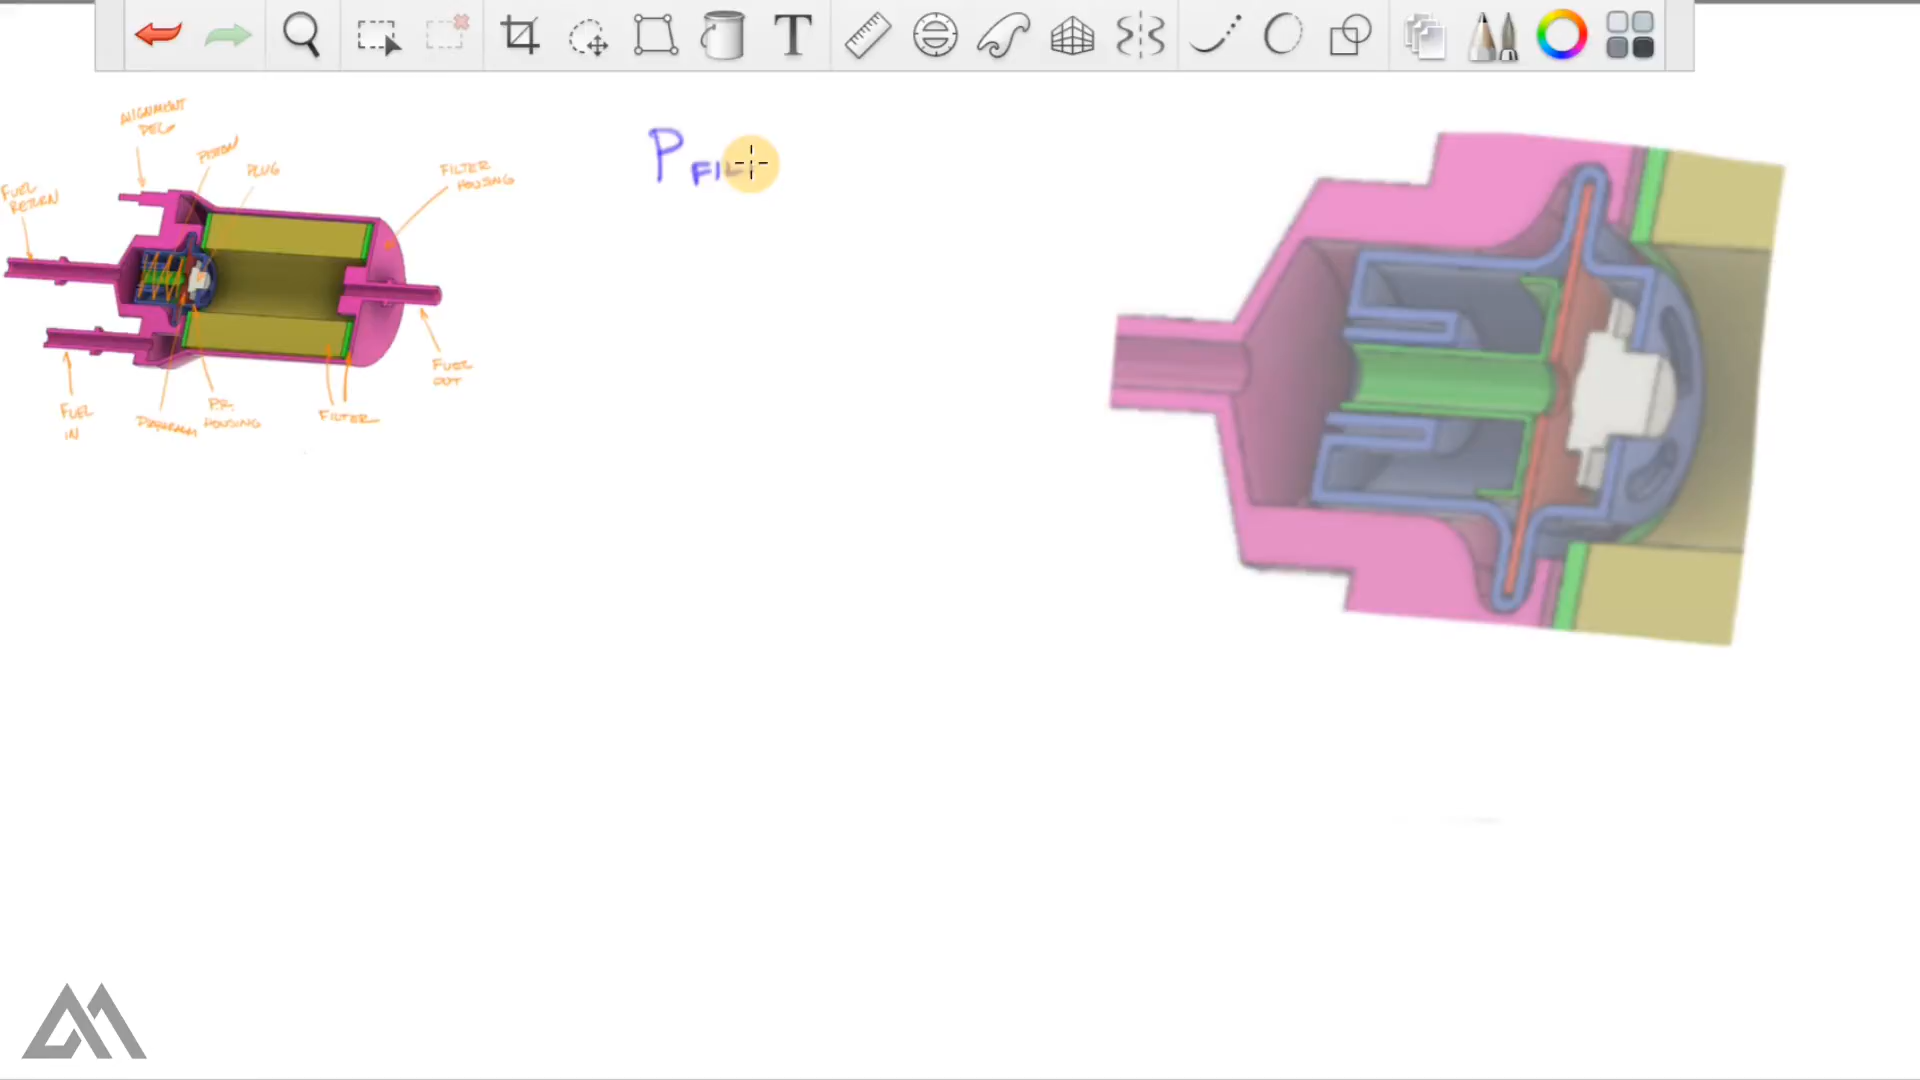 ALIGNMENT
PEG
PISTON
PLUG
FUEL
RETURN
FILTER
HOUSING
P FIL
FUEL
OUT
FUEL
IN
DIAPHRAGM
P.R.
HOUSING
FILTER